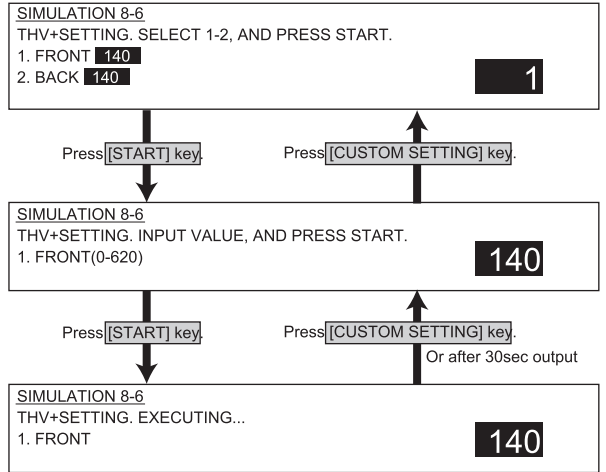 SIMULATION 8-6
THV+SETTING. SELECT 1-2, AND PRESS START.
1. FRONT 140
2. BACK 140
1
Press [START] key.
Press [CUSTOM SETTING] key.
SIMULATION 8-6
THV+SETTING. INPUT VALUE, AND PRESS START.
1. FRONT(0-620)
140
Press [START] key.
Press [CUSTOM SETTING] key.
Or after 30sec output
SIMULATION 8-6
THV+SETTING. EXECUTING...
1. FRONT
140